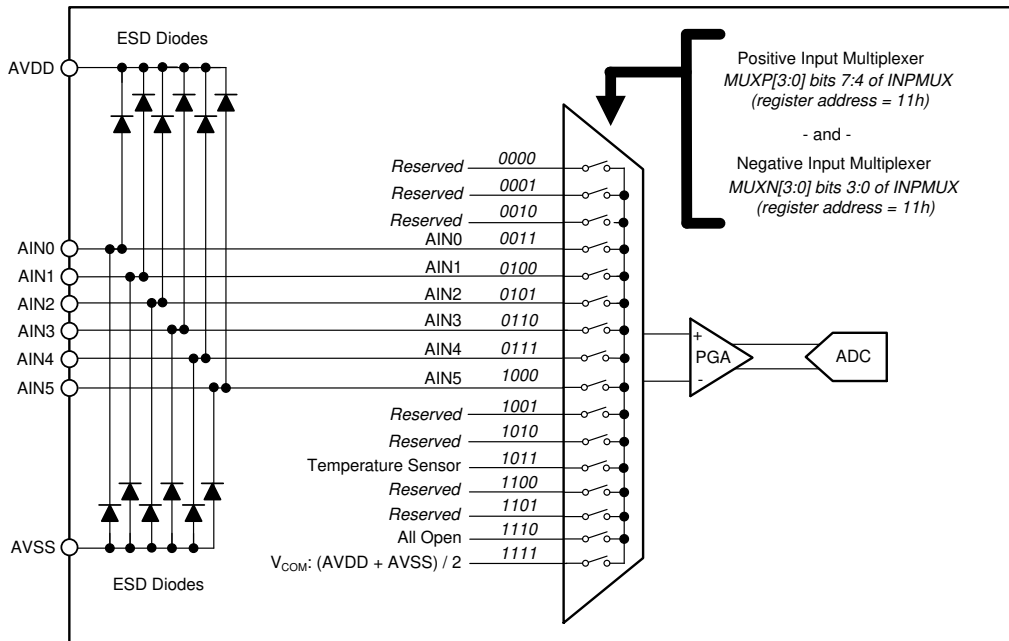 ESD Diodes
AVDD
Positive Input Multiplexer
MUXP[3:0] bits 7:4 of INPMUX
(register address = 11h)
- and -
Negative Input Multiplexer
MUXN[3:0] bits 3:0 of INPMUX
(register address = 11h)
Reserved 0000
Reserved 0001
Reserved 0010
AIN0 AIN0 0011
AIN1 AIN1 0100
AIN2 AIN2 0101
AIN3 AIN3 0110
AIN4 AIN4 0111
AIN5 AIN5 1000
+
PGA
-
ADC
Reserved 1001
Reserved 1010
Temperature Sensor 1011
Reserved 1100
Reserved 1101
All Open 1110
AVSS
VCOM: (AVDD + AVSS) / 2 1111
ESD Diodes